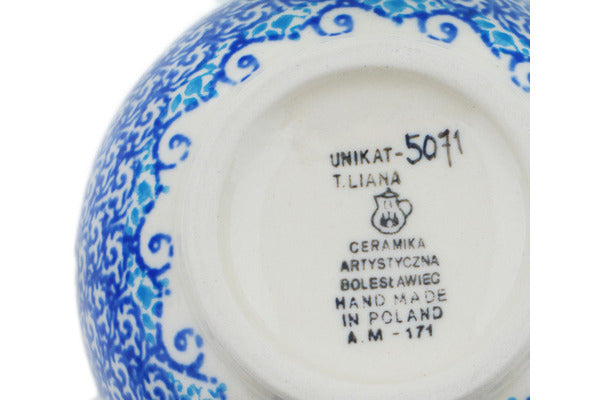 UNIKAT-5071
T.LIANA
CERAMIKA
ARTYSTYCZNA
BOLESŁAWIEC
HAND MADE
IN POLAND
A.M - 171